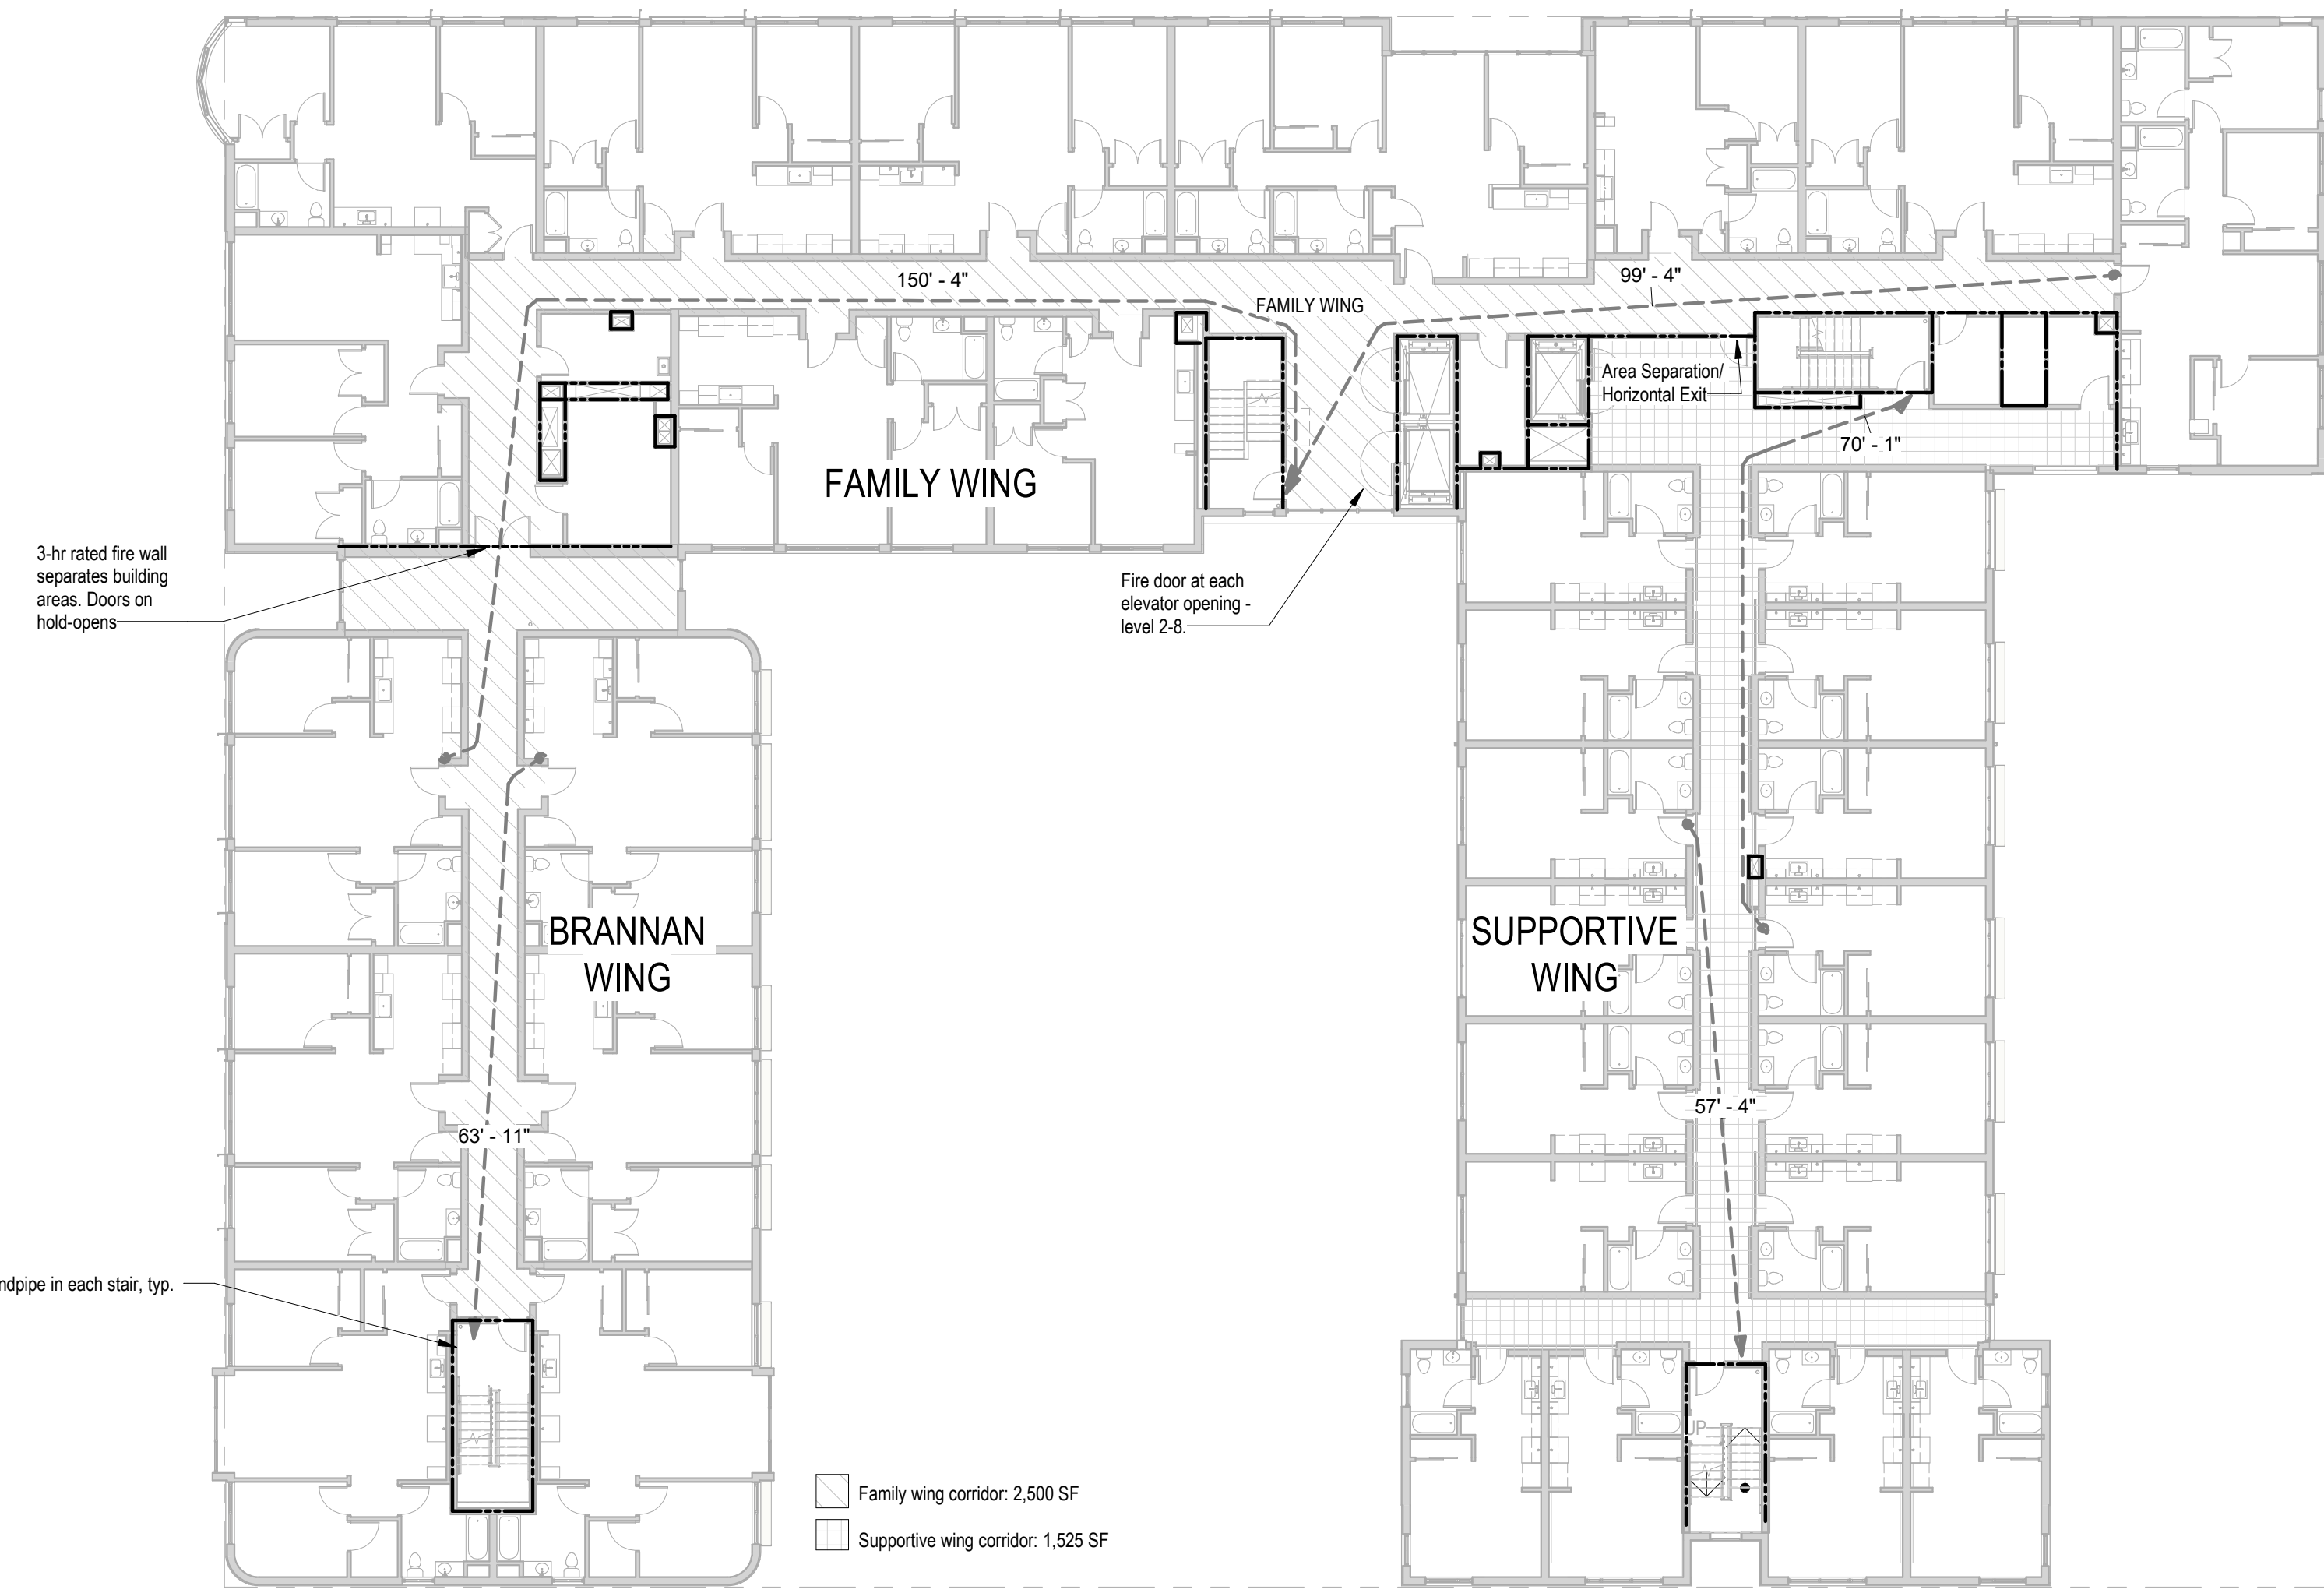 150' - 4"
99' - 4"
FAMILY WING
Area Separation/
Horizontal Exit
70' - 1"
FAMILY WING
3-hr rated fire wall
separates building
areas. Doors on
hold-opens
Fire door at each
elevator opening -
level 2-8.
BRANNAN
WING
SUPPORTIVE
WING
57' - 4"
63' - 11"
ndpipe in each stair, typ.
UP
Family wing corridor: 2,500 SF
Supportive wing corridor: 1,525 SF